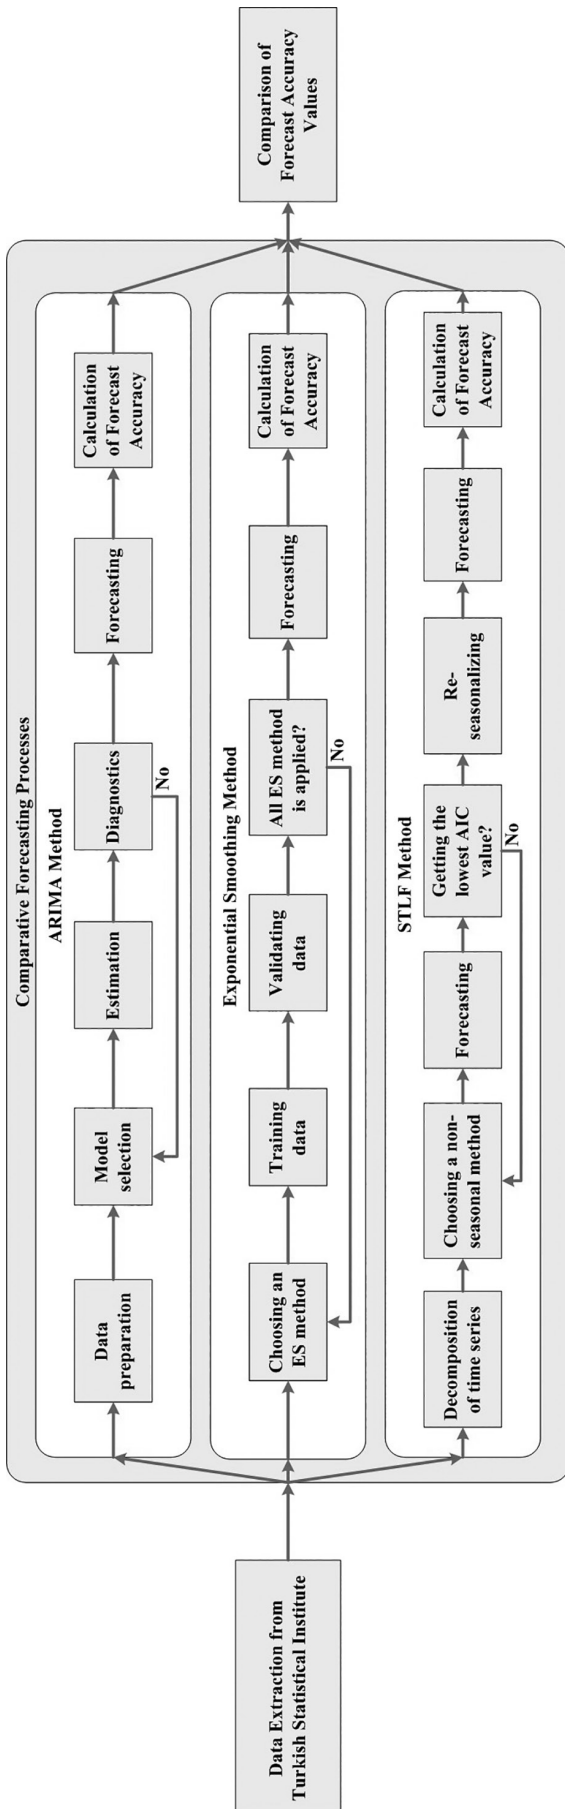 Data Extraction from
Turkish Statistical Institute
Comparative Forecasting Processes
ARIMA Method
Data
preparation
Model
selection
Estimation
Diagnostics
No
Forecasting
Calculation
of Forecast
Accuracy
Exponential Smoothing Method
Choosing an
ES method
Training
data
Validating
data
All ES method
is applied?
No
Forecasting
Calculation
of Forecast
Accuracy
STLF Method
Decomposition
of time series
Choosing a non-
seasonal method
Forecasting
Getting the
lowest AIC
value?
No
Re-
seasonalizing
Forecasting
Calculation
of Forecast
Accuracy
Comparison of
Forecast Accuracy
Values